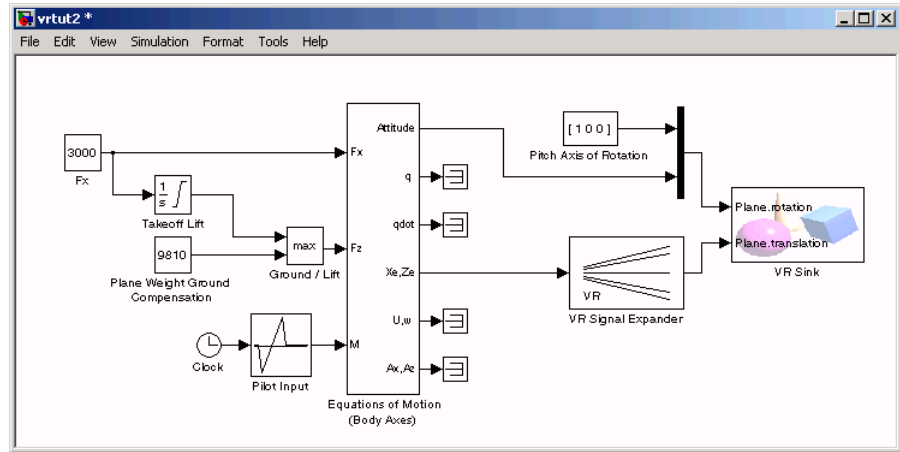 vrtut2 *
File Edit View Simulation Format Tools Help
3000
Fx
1
s
Takeoff Lift
9810
Plane Weight Ground
Compensation
max
Ground / Lift
Clock
Pilot Input
Fx
Fz
M
Attitude
q
qdot
Xe,Ze
U,w
Ax,Az
Equations of Motion
(Body Axes)
[ 1 0 0 ]
Pitch Axis of Rotation
VR
VR Signal Expander
Plane.rotation
Plane.translation
VR Sink